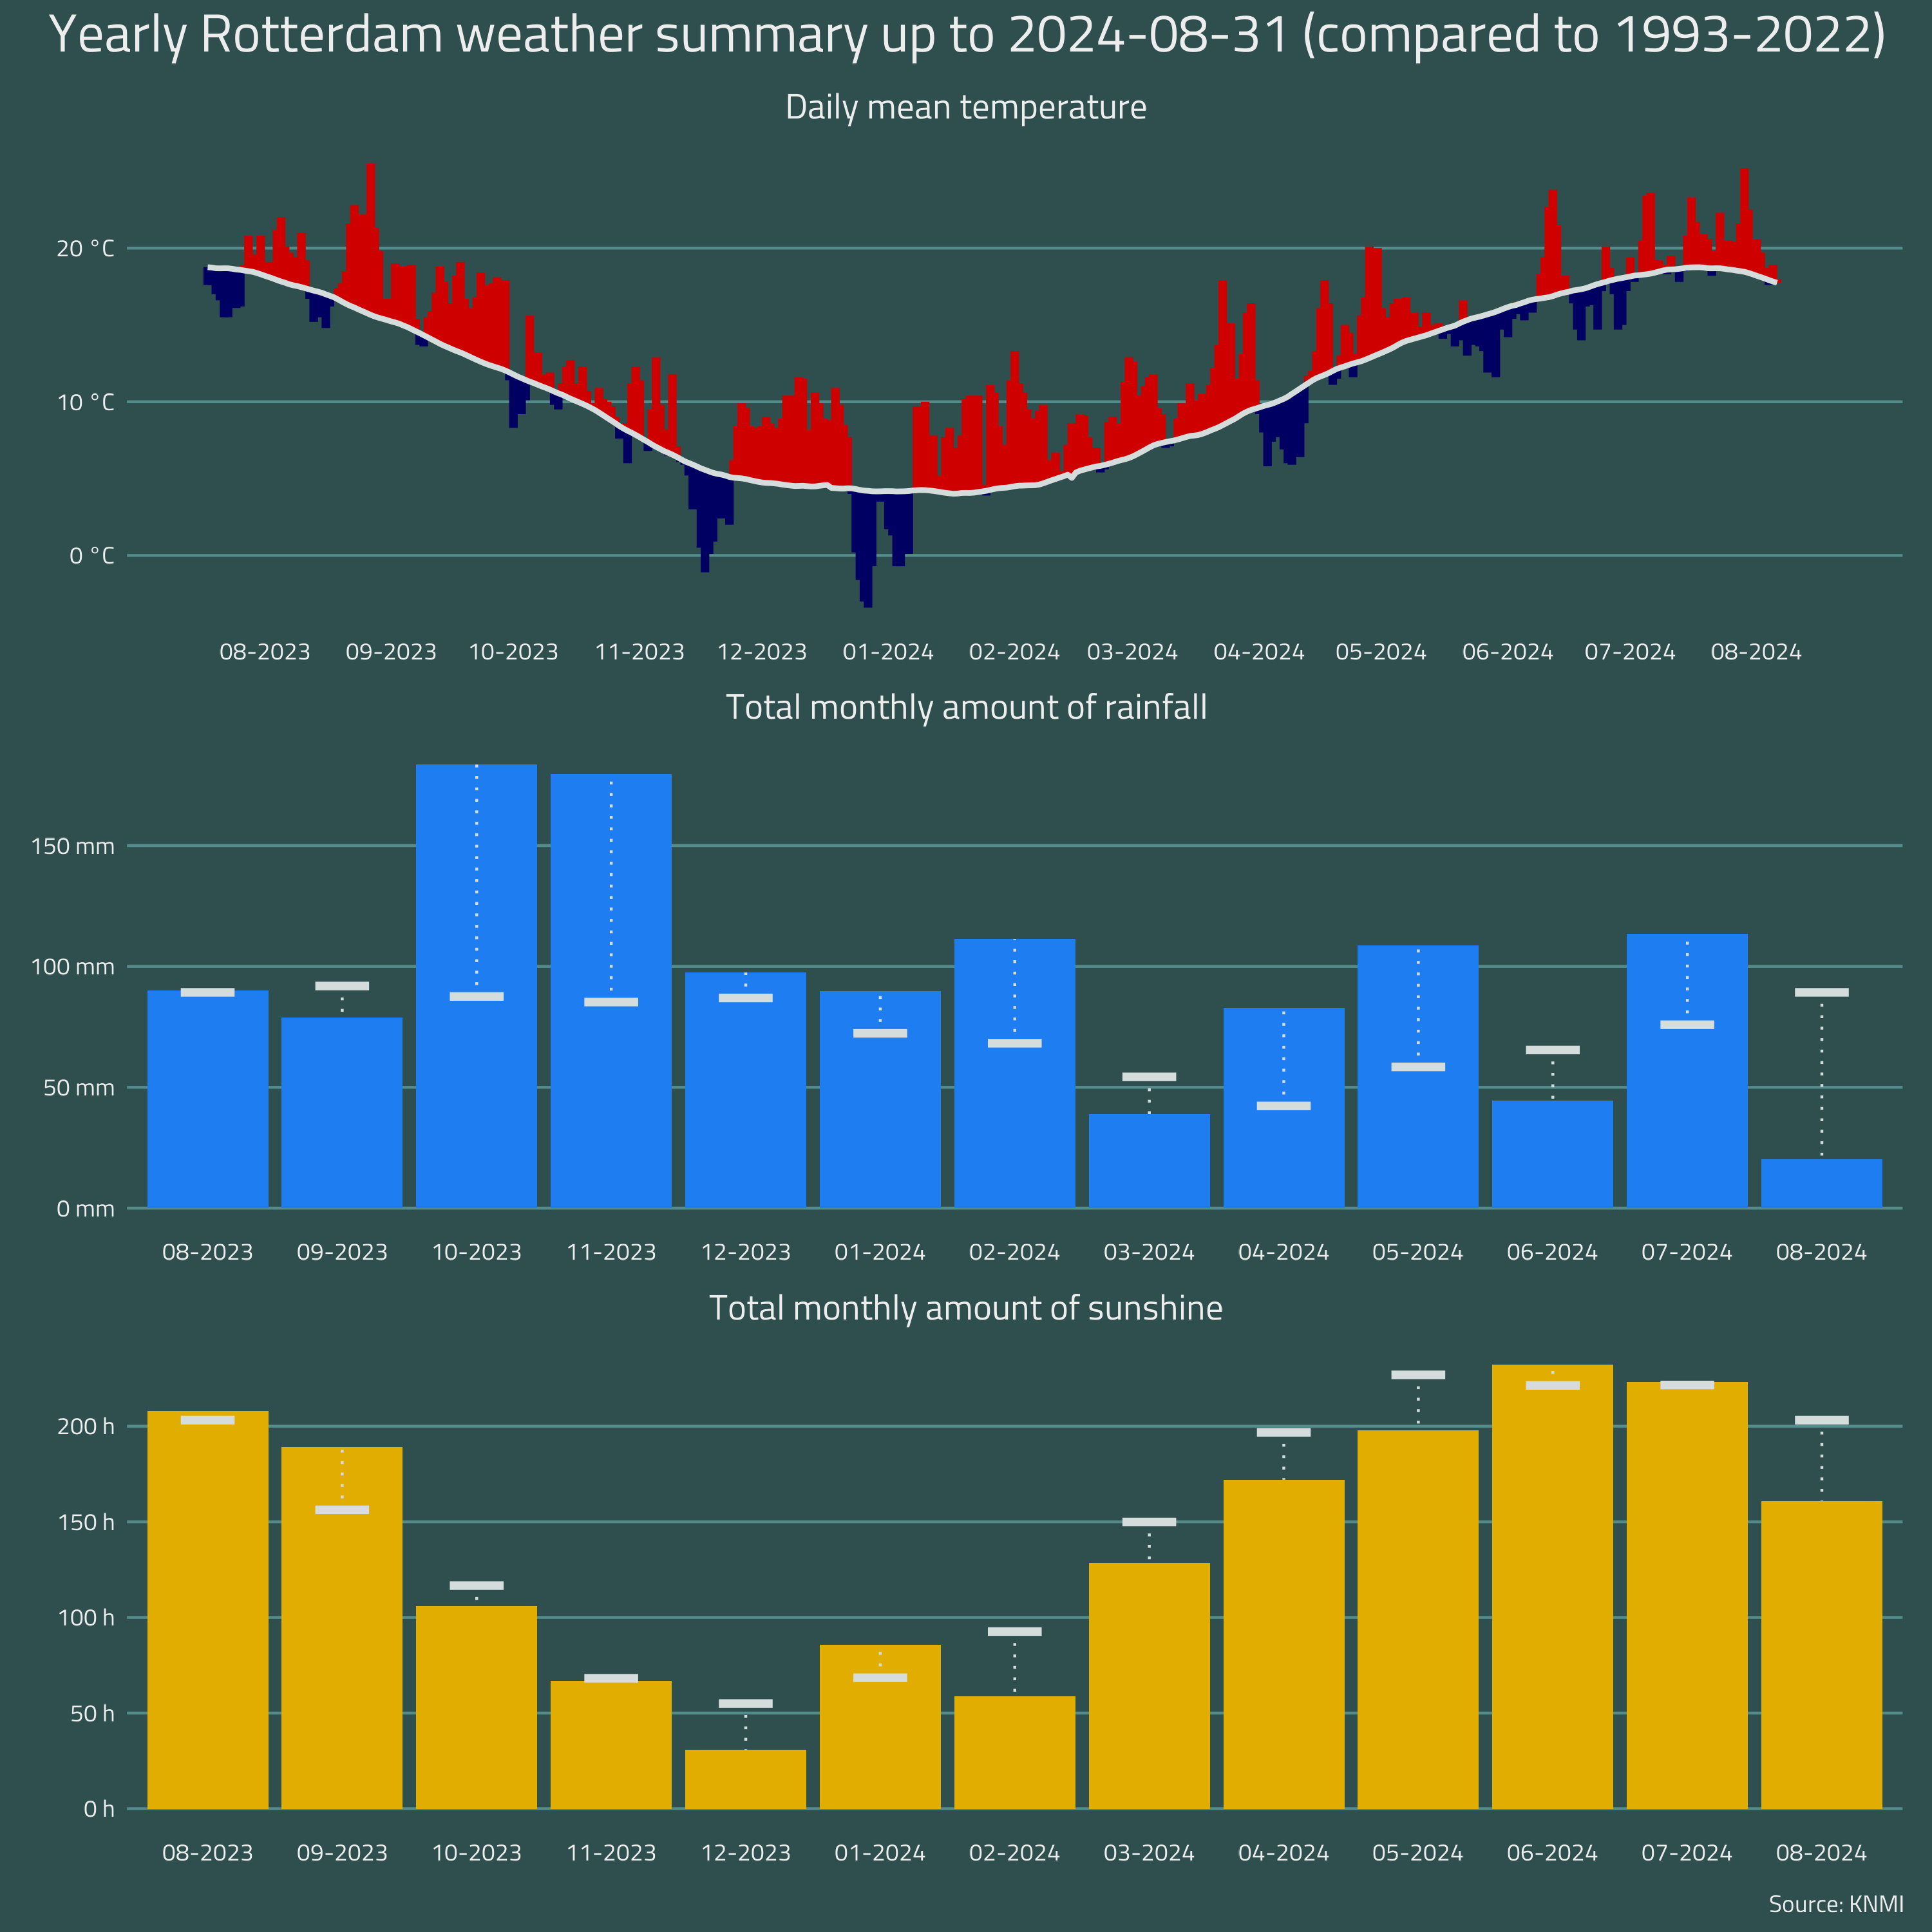 Yearly Rotterdam weather summary up to 2024-08-31 (compared to 1993-2022)
Daily mean temperature
20 °C
10 °C
0 °C
08-2023 09-2023 10-2023 11-2023 12-2023 01-2024 02-2024 03-2024 04-2024 05-2024 06-2024 07-2024 08-2024
Total monthly amount of rainfall
150 mm
100 mm
50 mm
0 mm
08-2023 09-2023 10-2023 11-2023 12-2023 01-2024 02-2024 03-2024 04-2024 05-2024 06-2024 07-2024 08-2024
Total monthly amount of sunshine
200 h
150 h
100 h
50 h
0 h
08-2023 09-2023 10-2023 11-2023 12-2023 01-2024 02-2024 03-2024 04-2024 05-2024 06-2024 07-2024 08-2024
Source: KNMI